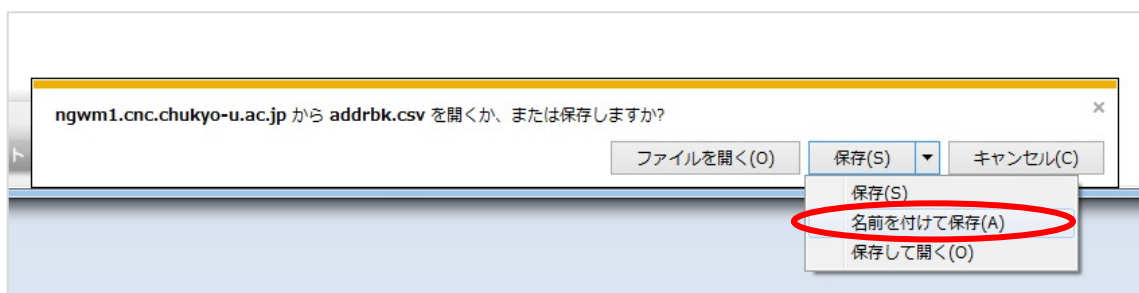 ngwm1.cnc.chukyo-u.ac.jp から addrbk.csv を開くか、または保存しますか?
×
ト
ファイルを開く(O) 保存(S) ▼ キャンセル(C)
保存(S)
名前を付けて保存(A)
保存して開く(O)